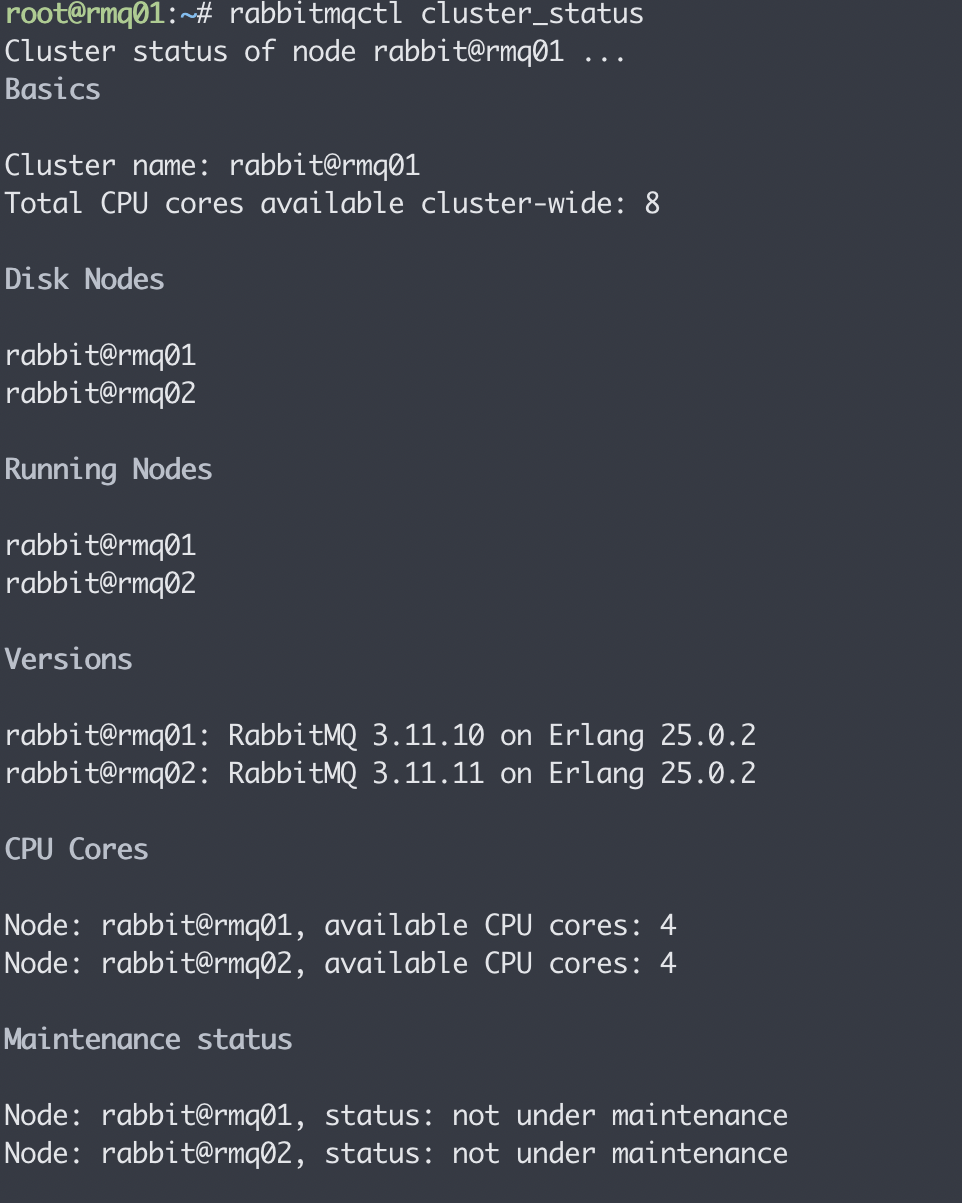 root@rmq01:~# rabbitmqctl cluster_status
Cluster status of node rabbit@rmq01 ...
Basics
Cluster name: rabbit@rmq01
Total CPU cores available cluster-wide: 8
Disk Nodes
rabbit@rmq01
rabbit@rmq02
Running Nodes
rabbit@rmq01
rabbit@rmq02
Versions
rabbit@rmq01: RabbitMQ 3.11.10 on Erlang 25.0.2
rabbit@rmq02: RabbitMQ 3.11.11 on Erlang 25.0.2
CPU Cores
Node: rabbit@rmq01, available CPU cores: 4
Node: rabbit@rmq02, available CPU cores: 4
Maintenance status
Node: rabbit@rmq01, status: not under maintenance
Node: rabbit@rmq02, status: not under maintenance